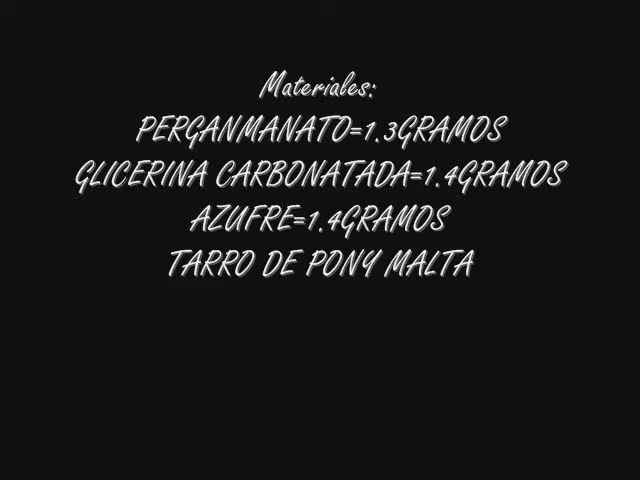 Materiales:
PERGANMANATO=1.3GRAMOS
GLICERINA CARBONATADA=1.4GRAMOS
AZUFRE=1.4GRAMOS
TARRO DE PONY MALTA